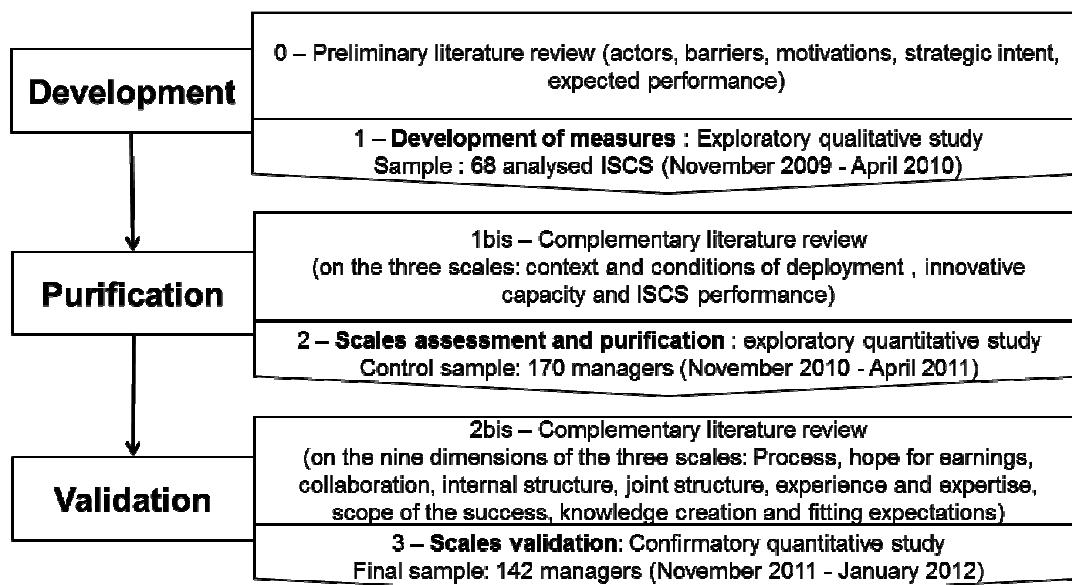 0 – Preliminary literature review (actors, barriers, motivations, strategic intent,
expected performance)
Development
1 – Development of measures : Exploratory qualitative study
Sample : 68 analysed ISCS (November 2009 - April 2010)
1bis – Complementary literature review
(on the three scales: context and conditions of deployment , innovative
capacity and ISCS performance)
Purification
2 – Scales assessment and purification : exploratory quantitative study
Control sample: 170 managers (November 2010 - April 2011)
2bis – Complementary literature review
(on the nine dimensions of the three scales: Process, hope for earnings,
collaboration, internal structure, joint structure, experience and expertise,
scope of the success, knowledge creation and fitting expectations)
Validation
3 – Scales validation: Confirmatory quantitative study
Final sample: 142 managers (November 2011 - January 2012)